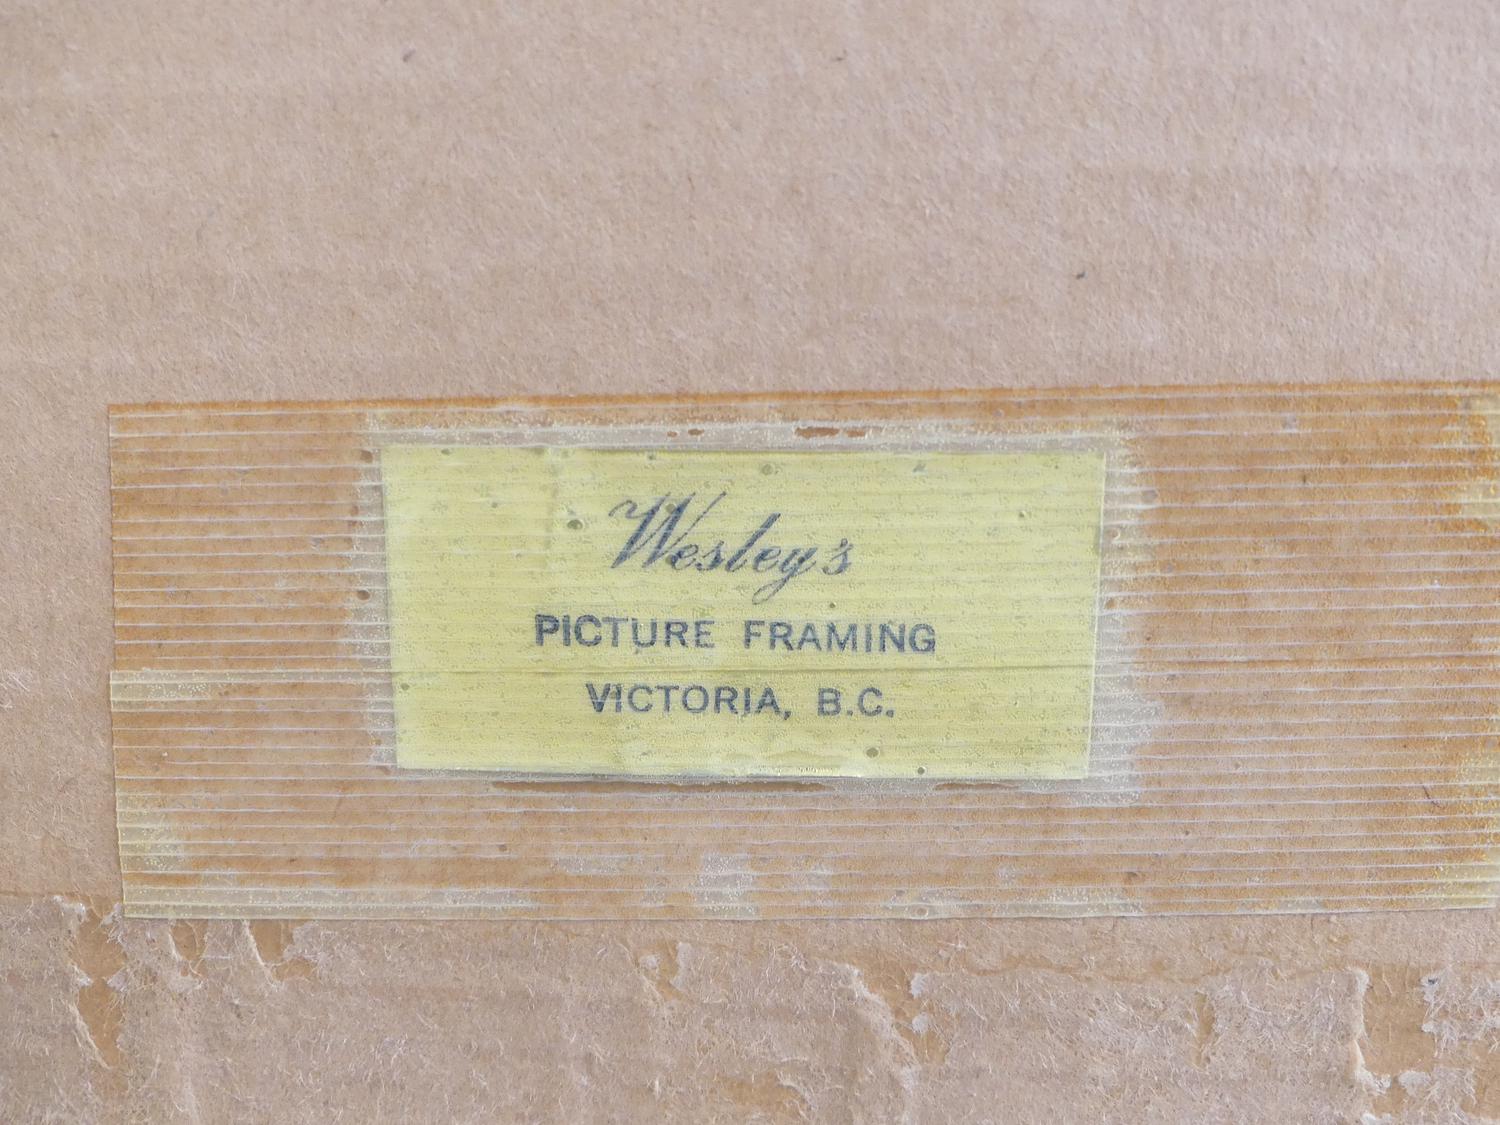 Wesley's
PICTURE FRAMING
VICTORIA, B.C.